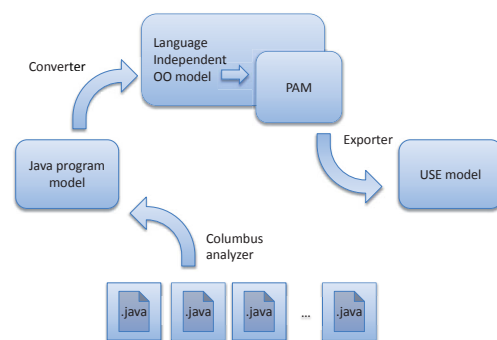 Language
Independent
OO model
Converter
PAM
Exporter
Java program
model
USE model
Columbus
analyzer
.java
.java
.java
...
.java